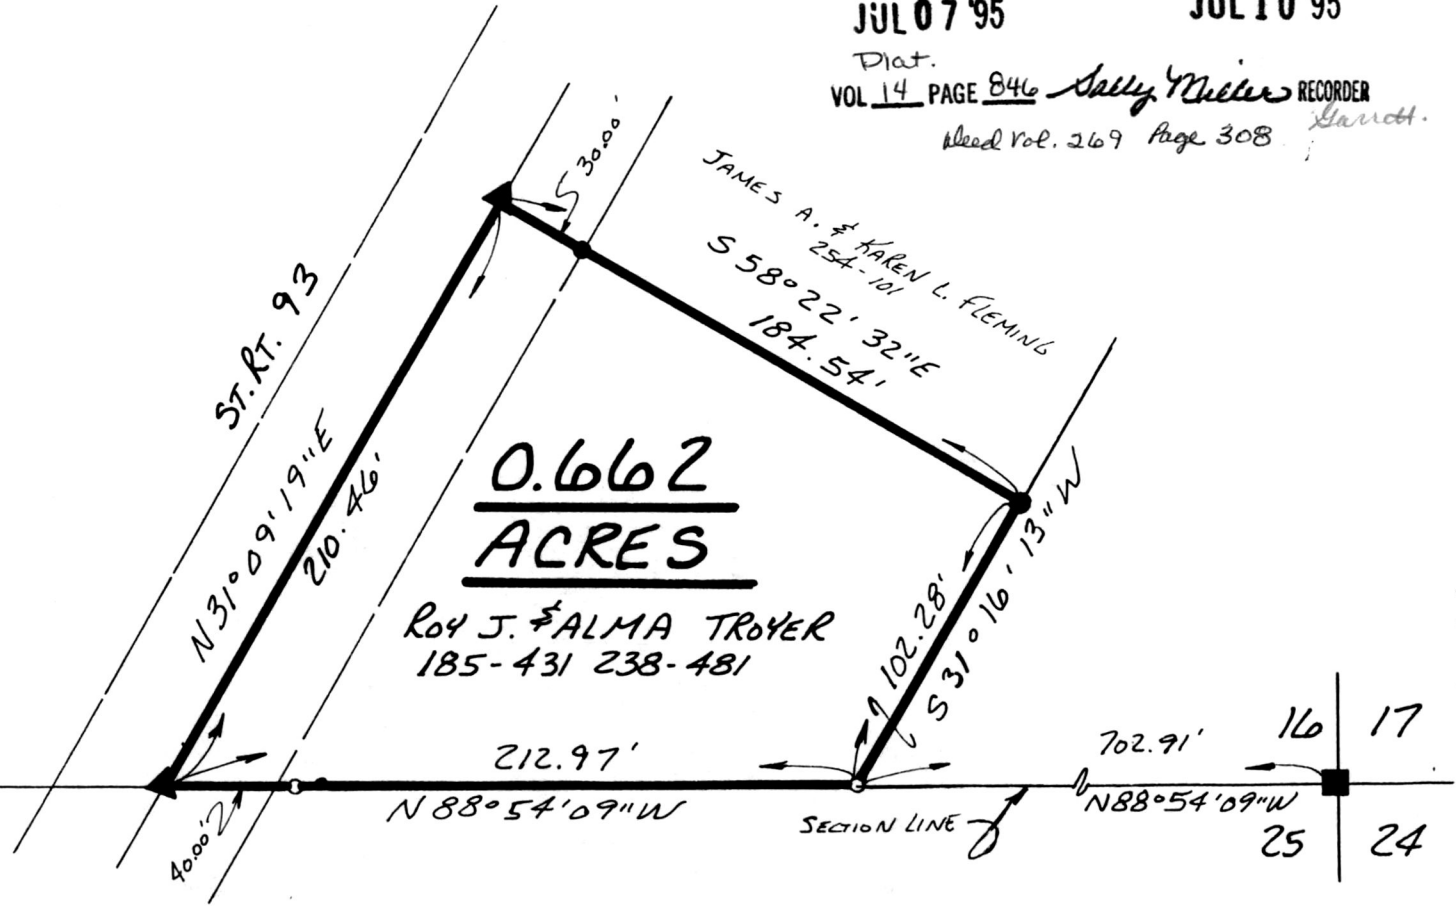 JUL 07 '95
JUL 10 '95
Plat.
VOL 14 PAGE 846 Sally Miller RECORDER
Garrett.
Deed Vol. 269 Page 308
30.00'
JAMES A. & KAREN L. FLEMING
254-101
S 58° 22' 32" E
184.54'
ST. RT. 93
N 31° 09' 19" E
210.46'
0.662
ACRES
ROY J. & ALMA TROYER
185-431 238-481
102.28'
S 31° 16' 13" W
212.97'
N 88° 54' 09" W
40.00'
SECTION LINE
702.91'
N 88° 54' 09" W
16 17
25 24